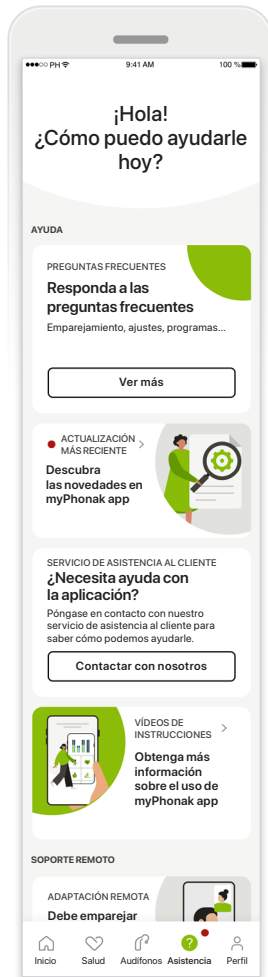 PH
9:41 AM
100 %
¡Hola!
¿Cómo puedo ayudarle
hoy?
AYUDA
PREGUNTAS FRECUENTES
Responda a las
preguntas frecuentes
Emparejamiento, ajustes, programas...
Ver más
ACTUALIZACIÓN
MÁS RECIENTE
Descubra
las novedades en
myPhonak app
SERVICIO DE ASISTENCIA AL CLIENTE
¿Necesita ayuda con
la aplicación?
Póngase en contacto con nuestro
servicio de asistencia al cliente para
saber cómo podemos ayudarle.
Contactar con nosotros
VÍDEOS DE
INSTRUCCIONES
Obtenga más
información
sobre el uso de
myPhonak app
SOPORTE REMOTO
ADAPTACIÓN REMOTA
Debe emparejar
Inicio
Salud
Audífonos
Asistencia
Perfil